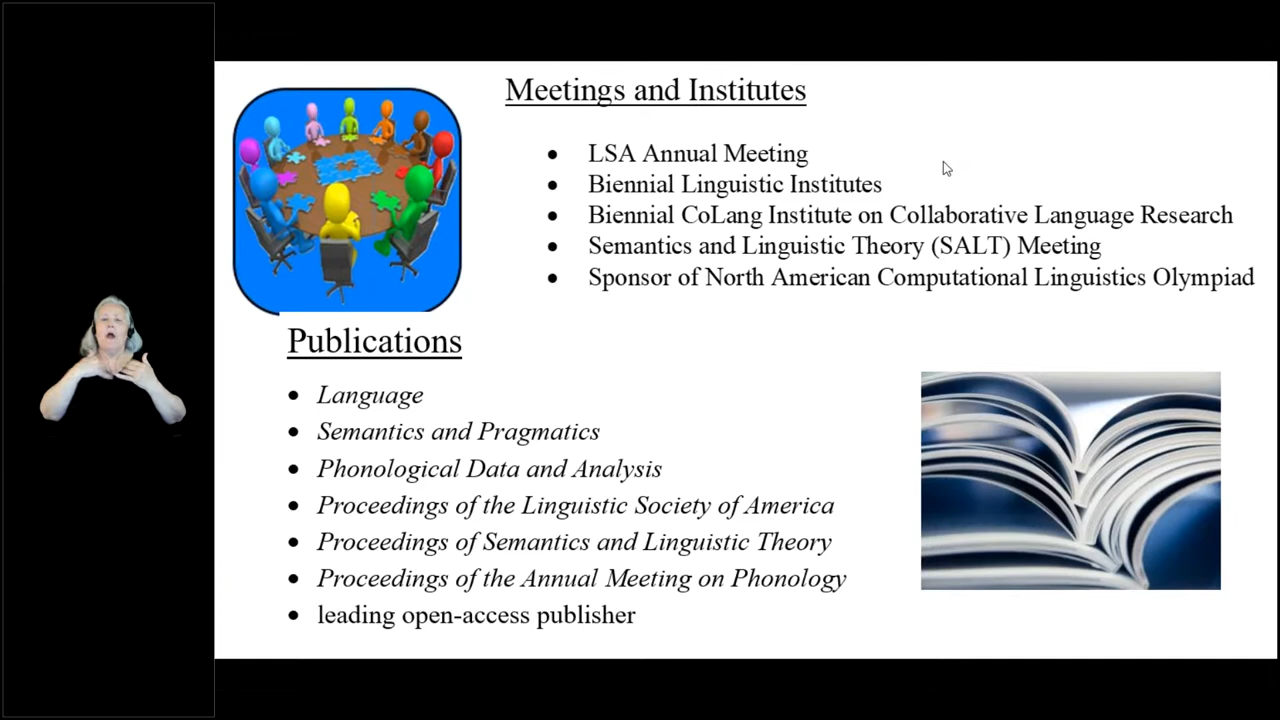 Meetings and Institutes
• LSA Annual Meeting
• Biennial Linguistic Institutes
• Biennial CoLang Institute on Collaborative Language Research
• Semantics and Linguistic Theory (SALT) Meeting
• Sponsor of North American Computational Linguistics Olympiad
Publications
• Language
• Semantics and Pragmatics
• Phonological Data and Analysis
• Proceedings of the Linguistic Society of America
• Proceedings of Semantics and Linguistic Theory
• Proceedings of the Annual Meeting on Phonology
• leading open-access publisher